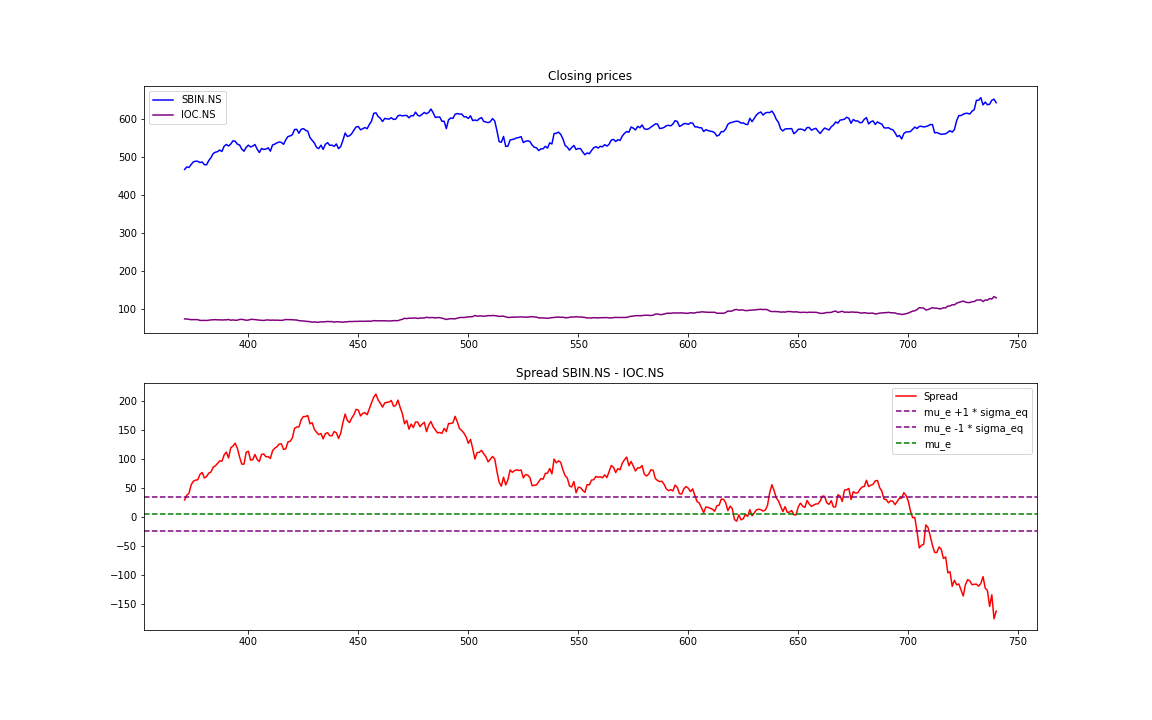 Closing prices
SBIN.NS
IOC.NS
600
500
400
300
200
100
400 450 500 550 600 650 700 750
Spread SBIN.NS - IOC.NS
Spread
mu_e +1 * sigma_eq
mu_e -1 * sigma_eq
mu_e
200
150
100
50
0
−50
−100
−150
400 450 500 550 600 650 700 750